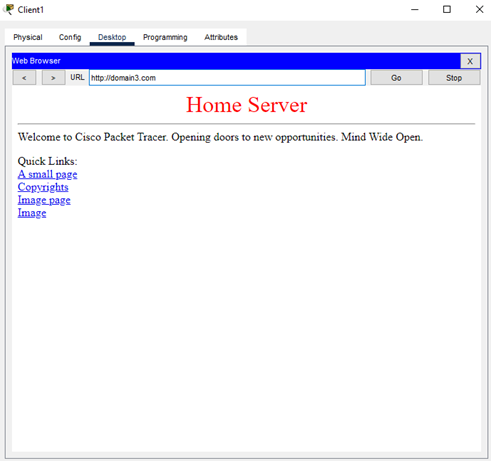 Client1
Physical Config Desktop Programming Attributes
Web Browser X
< > URL http://domain3.com Go Stop
Home Server
Welcome to Cisco Packet Tracer. Opening doors to new opportunities. Mind Wide Open.
Quick Links:
A small page
Copyrights
Image page
Image